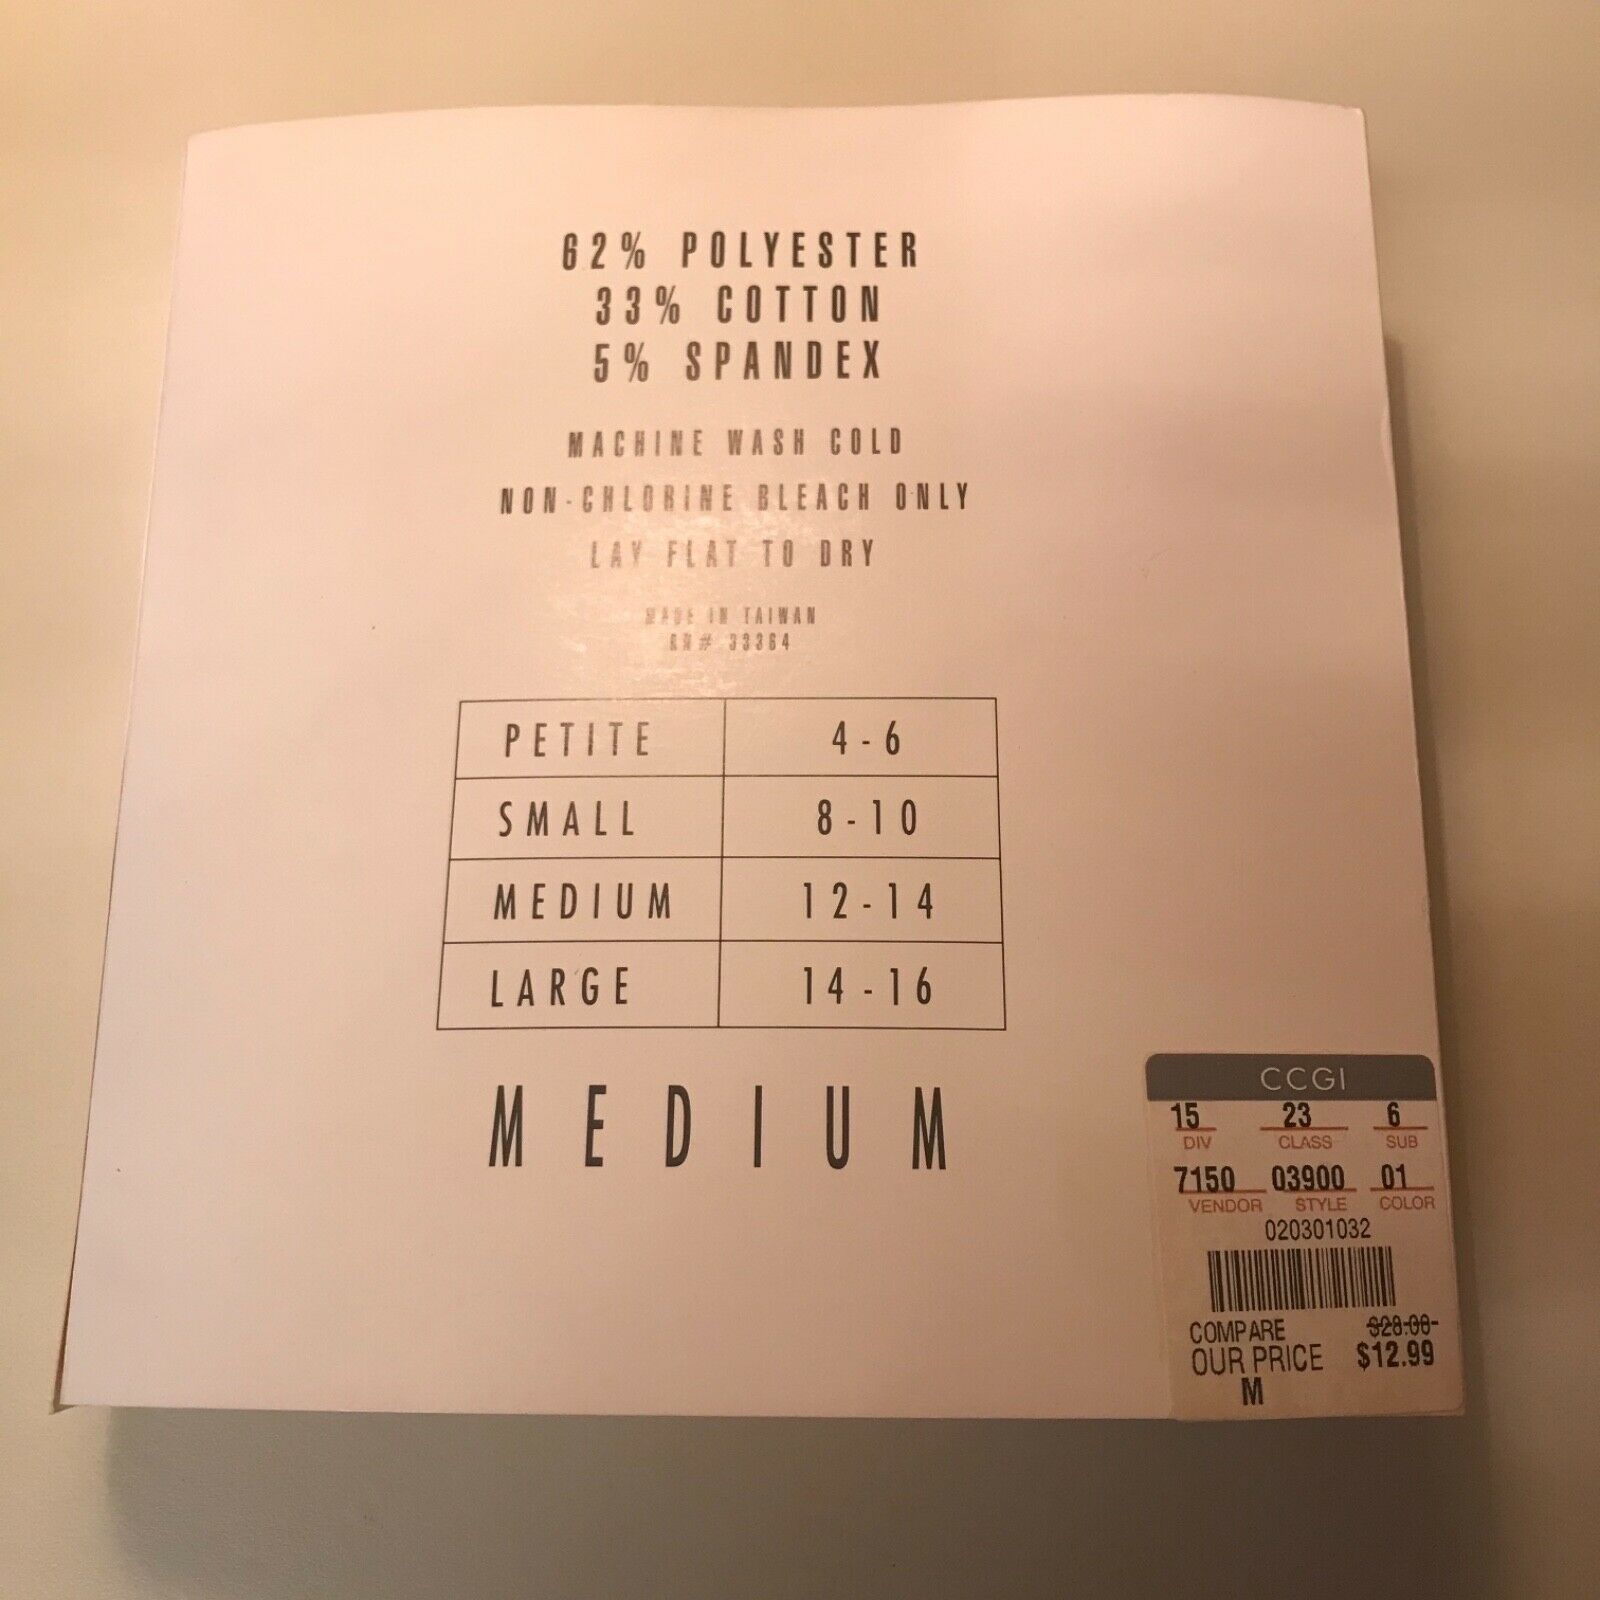 62% POLYESTER
33% COTTON
5% SPANDEX
MACHINE WASH COLD
NON-CHLORINE BLEACH ONLY
LAY FLAT TO DRY
MADE IN TAIWAN
RN# 33364
PETITE 4-6
SMALL 8-10
MEDIUM 12-14
LARGE 14-16
MEDIUM
CCGI
15 23 6
DIV CLASS SUB
7150 03900 01
VENDOR STYLE COLOR
020301032
COMPARE $28.00
OUR PRICE $12.99
M